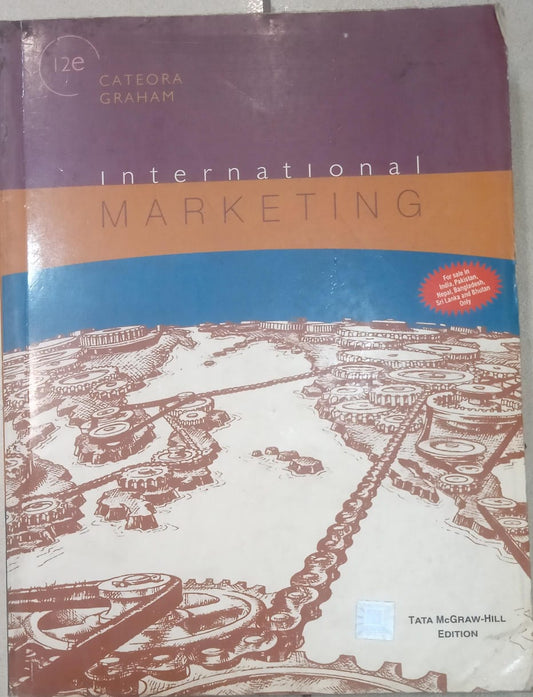 12e
CATEORA
GRAHAM
International
MARKETING
For sale in
India, Pakistan,
Nepal, Bangladesh,
Sri Lanka and Bhutan
Only
TATA MCGRAW-HILL
EDITION